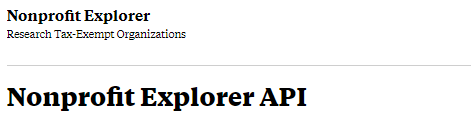 Nonprofit Explorer
Research Tax-Exempt Organizations
Nonprofit Explorer API